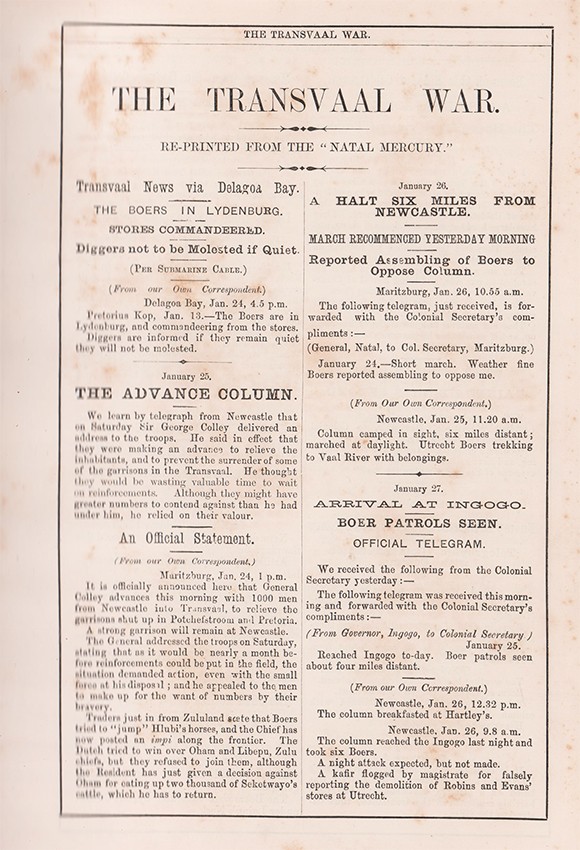 THE TRANSVAAL WAR.
THE TRANSVAAL WAR.
RE-PRINTED FROM THE "NATAL MERCURY."
Transvaal News via Delagoa Bay.
THE BOERS IN LYDENBURG.
STORES COMMANDEERED.
Diggers not to be Molested if Quiet.
(PER SUBMARINE CABLE.)
(From our Own Correspondent.)
Delagoa Bay, Jan. 24, 4.5 p.m.
Pretorius Kop, Jan. 13.—The Boers are in
Lydenburg, and commandeering from the stores.
Diggers are informed if they remain quiet
they will not be molested.
January 25.
THE ADVANCE COLUMN.
We learn by telegraph from Newcastle that
on Saturday Sir George Colley delivered an
address to the troops. He said in effect that
they were making an advance to relieve the
inhabitants, and to prevent the surrender of some
of the garrisons in the Transvaal. He thought
they would be wasting valuable time to wait
on reinforcements. Although they might have
greater numbers to contend against than he had
under him, he relied on their valour.
An Official Statement.
(From our Own Correspondent.)
Maritzburg, Jan. 24, 1 p.m.
It is officially announced here that General
Colley advances this morning with 1000 men
from Newcastle into Transvaal, to relieve the
garrisons shut up in Potchefstroom and Pretoria.
A strong garrison will remain at Newcastle.
The General addressed the troops on Saturday,
stating that as it would be nearly a month be-
fore reinforcements could be put in the field, the
situation demanded action, even with the small
force at his disposal; and he appealed to the men
to make up for the want of numbers by their
bravery.
Traders just in from Zululand state that Boers
tried to "jump" Hlubi's horses, and the Chief has
now posted an impi along the frontier. The
Dutch tried to win over Oham and Libepu, Zulu
chiefs, but they refused to join them, although
the Resident has just given a decision against
Oham for eating up two thousand of Seketwayo's
cattle, which he has to return.
January 26.
A HALT SIX MILES FROM
NEWCASTLE.
MARCH RECOMMENCED YESTERDAY MORNING
Reported Assembling of Boers to
Oppose Column.
Maritzburg, Jan. 26, 10.55 a.m.
The following telegram, just received, is for-
warded with the Colonial Secretary's com-
pliments:—
(General, Natal, to Col. Secretary, Maritzburg.)
January 24.—Short march. Weather fine
Boers reported assembling to oppose me.
(From Our Own Correspondent.)
Newcastle, Jan. 25, 11.20 a.m.
Column camped in sight, six miles distant;
marched at daylight. Utrecht Boers trekking
to Vaal River with belongings.
January 27.
ARRIVAL AT INGOGO.
BOER PATROLS SEEN.
OFFICIAL TELEGRAM.
We received the following from the Colonial
Secretary yesterday:—
The following telegram was received this morn-
ing and forwarded with the Colonial Secretary's
compliments:—
(From Governor, Ingogo, to Colonial Secretary)
January 25.
Reached Ingogo to-day. Boer patrols seen
about four miles distant.
(From our Own Correspondent.)
Newcastle, Jan. 26, 12.32 p.m.
The column breakfasted at Hartley's.
Newcastle, Jan. 26, 9.8 a.m.
The column reached the Ingogo last night and
took six Boers.
A night attack expected, but not made.
A kafir flogged by magistrate for falsely
reporting the demolition of Robins and Evans'
stores at Utrecht.